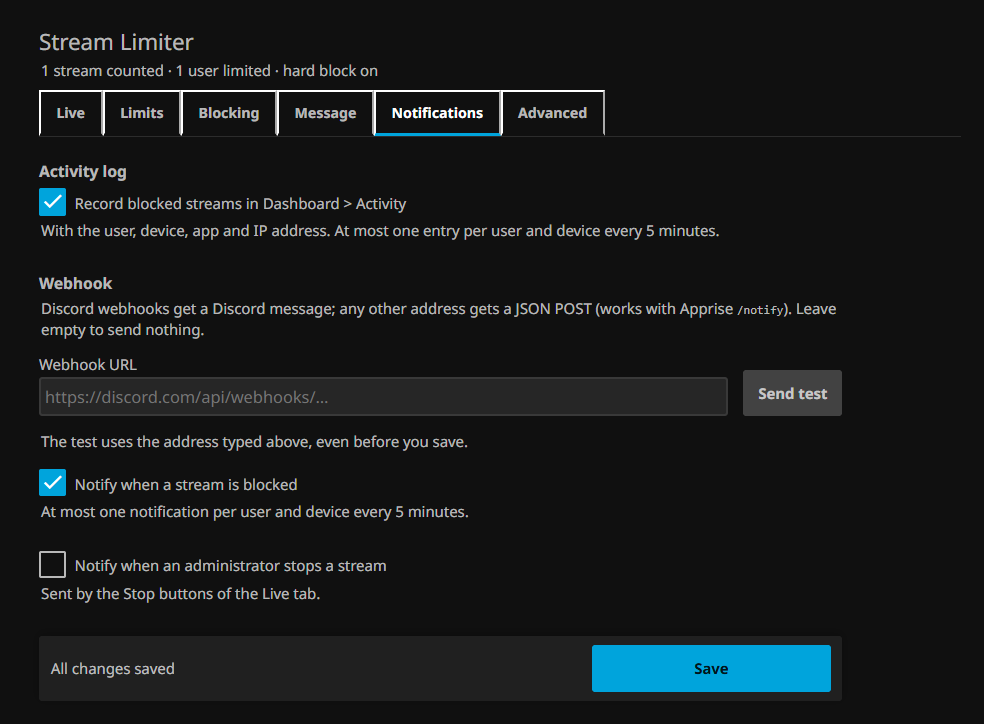 Stream Limiter
1 stream counted · 1 user limited · hard block on
Live
Limits
Blocking
Message
Notifications
Advanced
Activity log
Record blocked streams in Dashboard > Activity
With the user, device, app and IP address. At most one entry per user and device every 5 minutes.
Webhook
Discord webhooks get a Discord message; any other address gets a JSON POST (works with Apprise /notify). Leave
empty to send nothing.
Webhook URL
https://discord.com/api/webhooks/...
Send test
The test uses the address typed above, even before you save.
Notify when a stream is blocked
At most one notification per user and device every 5 minutes.
Notify when an administrator stops a stream
Sent by the Stop buttons of the Live tab.
All changes saved
Save